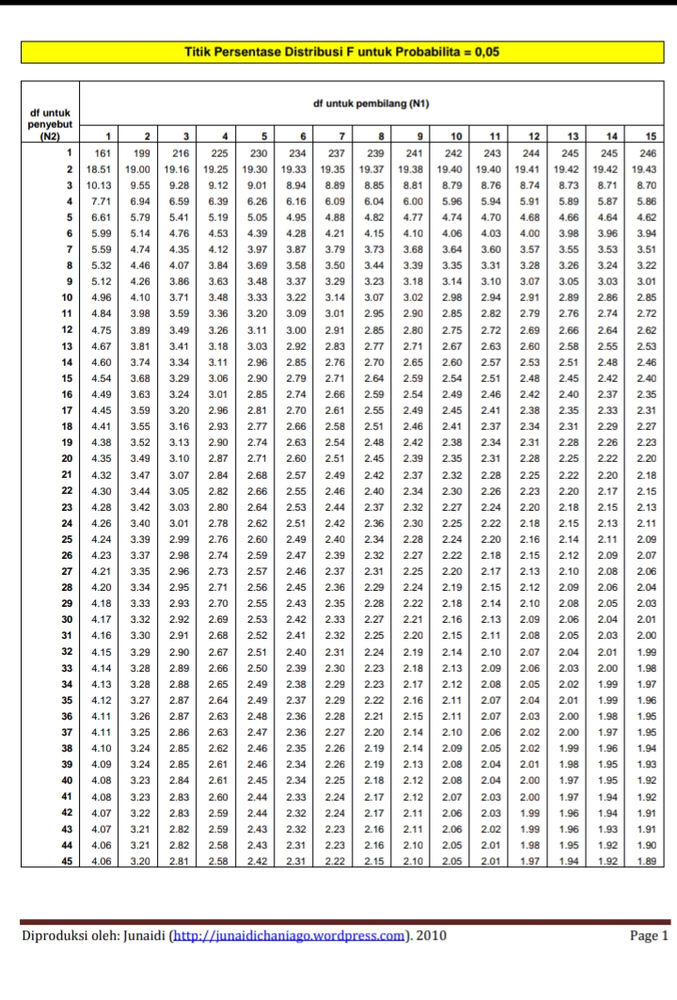 Titik Persentase Distribusi F untuk Probabilita = 0,05
df untuk penyebut (N2) df untuk pembilang (N1)
1 2 3 4 5 6 7 8 9 10 11 12 13 14 15
1 161 199 216 225 230 234 237 239 241 242 243 244 245 245 246
2 18.51 19.00 19.16 19.25 19.30 19.33 19.35 19.37 19.38 19.40 19.40 19.41 19.42 19.42 19.43
3 10.13 9.55 9.28 9.12 9.01 8.94 8.89 8.85 8.81 8.79 8.76 8.74 8.73 8.71 8.70
4 7.71 6.94 6.59 6.39 6.26 6.16 6.09 6.04 6.00 5.96 5.94 5.91 5.89 5.87 5.86
5 6.61 5.79 5.41 5.19 5.05 4.95 4.88 4.82 4.77 4.74 4.70 4.68 4.66 4.64 4.62
6 5.99 5.14 4.76 4.53 4.39 4.28 4.21 4.15 4.10 4.06 4.03 4.00 3.98 3.96 3.94
7 5.59 4.74 4.35 4.12 3.97 3.87 3.79 3.73 3.68 3.64 3.60 3.57 3.55 3.53 3.51
8 5.32 4.46 4.07 3.84 3.69 3.58 3.50 3.44 3.39 3.35 3.31 3.28 3.26 3.24 3.22
9 5.12 4.26 3.86 3.63 3.48 3.37 3.29 3.23 3.18 3.14 3.10 3.07 3.05 3.03 3.01
10 4.96 4.10 3.71 3.48 3.33 3.22 3.14 3.07 3.02 2.98 2.94 2.91 2.89 2.86 2.85
11 4.84 3.98 3.59 3.36 3.20 3.09 3.01 2.95 2.90 2.85 2.82 2.79 2.76 2.74 2.72
12 4.75 3.89 3.49 3.26 3.11 3.00 2.91 2.85 2.80 2.75 2.72 2.69 2.66 2.64 2.62
13 4.67 3.81 3.41 3.18 3.03 2.92 2.83 2.77 2.71 2.67 2.63 2.60 2.58 2.55 2.53
14 4.60 3.74 3.34 3.11 2.96 2.85 2.76 2.70 2.65 2.60 2.57 2.53 2.51 2.48 2.46
15 4.54 3.68 3.29 3.06 2.90 2.79 2.71 2.64 2.59 2.54 2.51 2.48 2.45 2.42 2.40
16 4.49 3.63 3.24 3.01 2.85 2.74 2.66 2.59 2.54 2.49 2.46 2.42 2.40 2.37 2.35
17 4.45 3.59 3.20 2.96 2.81 2.70 2.61 2.55 2.49 2.45 2.41 2.38 2.35 2.33 2.31
18 4.41 3.55 3.16 2.93 2.77 2.66 2.58 2.51 2.46 2.41 2.37 2.34 2.31 2.29 2.27
19 4.38 3.52 3.13 2.90 2.74 2.63 2.54 2.48 2.42 2.38 2.34 2.31 2.28 2.26 2.23
20 4.35 3.49 3.10 2.87 2.71 2.60 2.51 2.45 2.39 2.35 2.31 2.28 2.25 2.22 2.20
21 4.32 3.47 3.07 2.84 2.68 2.57 2.49 2.42 2.37 2.32 2.28 2.25 2.22 2.20 2.18
22 4.30 3.44 3.05 2.82 2.66 2.55 2.46 2.40 2.34 2.30 2.26 2.23 2.20 2.17 2.15
23 4.28 3.42 3.03 2.80 2.64 2.53 2.44 2.37 2.32 2.27 2.24 2.20 2.18 2.15 2.13
24 4.26 3.40 3.01 2.78 2.62 2.51 2.42 2.36 2.30 2.25 2.22 2.18 2.15 2.13 2.11
25 4.24 3.39 2.99 2.76 2.60 2.49 2.40 2.34 2.28 2.24 2.20 2.16 2.14 2.11 2.09
26 4.23 3.37 2.98 2.74 2.59 2.47 2.39 2.32 2.27 2.22 2.18 2.15 2.12 2.09 2.07
27 4.21 3.35 2.96 2.73 2.57 2.46 2.37 2.31 2.25 2.20 2.17 2.13 2.10 2.08 2.06
28 4.20 3.34 2.95 2.71 2.56 2.45 2.36 2.29 2.24 2.19 2.15 2.12 2.09 2.06 2.04
29 4.18 3.33 2.93 2.70 2.55 2.43 2.35 2.28 2.22 2.18 2.14 2.10 2.08 2.05 2.03
30 4.17 3.32 2.92 2.69 2.53 2.42 2.33 2.27 2.21 2.16 2.13 2.09 2.06 2.04 2.01
31 4.16 3.30 2.91 2.68 2.52 2.41 2.32 2.25 2.20 2.15 2.11 2.08 2.05 2.03 2.00
32 4.15 3.29 2.90 2.67 2.51 2.40 2.31 2.24 2.19 2.14 2.10 2.07 2.04 2.01 1.99
33 4.14 3.28 2.89 2.66 2.50 2.39 2.30 2.23 2.18 2.13 2.09 2.06 2.03 2.00 1.98
34 4.13 3.28 2.88 2.65 2.49 2.38 2.29 2.23 2.17 2.12 2.08 2.05 2.02 1.99 1.97
35 4.12 3.27 2.87 2.64 2.49 2.37 2.29 2.22 2.16 2.11 2.07 2.04 2.01 1.99 1.96
36 4.11 3.26 2.87 2.63 2.48 2.36 2.28 2.21 2.15 2.11 2.07 2.03 2.00 1.98 1.95
37 4.11 3.25 2.86 2.63 2.47 2.36 2.27 2.20 2.14 2.10 2.06 2.02 2.00 1.97 1.95
38 4.10 3.24 2.85 2.62 2.46 2.35 2.26 2.19 2.14 2.09 2.05 2.02 1.99 1.96 1.94
39 4.09 3.24 2.85 2.61 2.46 2.34 2.26 2.19 2.13 2.08 2.04 2.01 1.98 1.95 1.93
40 4.08 3.23 2.84 2.61 2.45 2.34 2.25 2.18 2.12 2.08 2.04 2.00 1.97 1.95 1.92
41 4.08 3.23 2.83 2.60 2.44 2.33 2.24 2.17 2.12 2.07 2.03 2.00 1.97 1.94 1.92
42 4.07 3.22 2.83 2.59 2.44 2.32 2.24 2.17 2.11 2.06 2.03 1.99 1.96 1.94 1.91
43 4.07 3.21 2.82 2.59 2.43 2.32 2.23 2.16 2.11 2.06 2.02 1.99 1.96 1.93 1.91
44 4.06 3.21 2.82 2.58 2.43 2.31 2.23 2.16 2.10 2.05 2.01 1.98 1.95 1.92 1.90
45 4.06 3.20 2.81 2.58 2.42 2.31 2.22 2.15 2.10 2.05 2.01 1.97 1.94 1.92 1.89
Diproduksi oleh: Junaidi (http://junaidichaniago.wordpress.com). 2010 Page 1